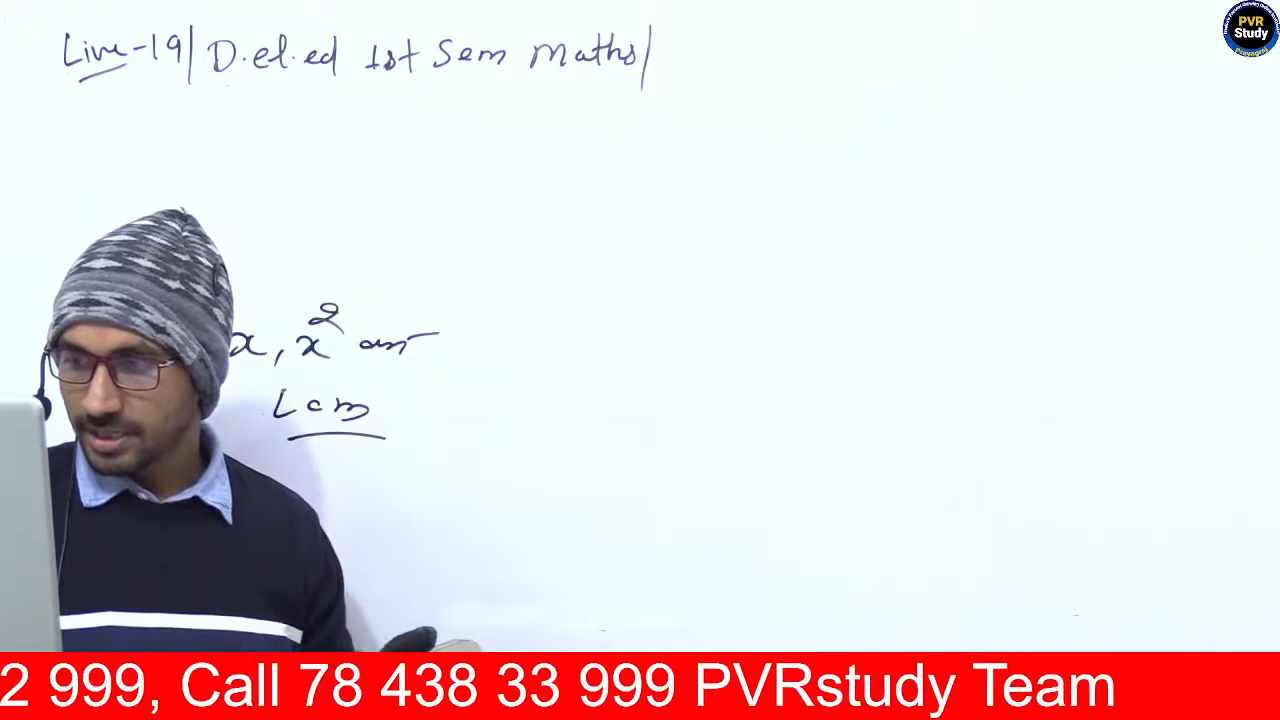 Live-19| D.el.ed 1st Sem Maths|
PVR
Study
Prayagraj
x, x² का
Lcm
2 999, Call 78 438 33 999 PVRstudy Team